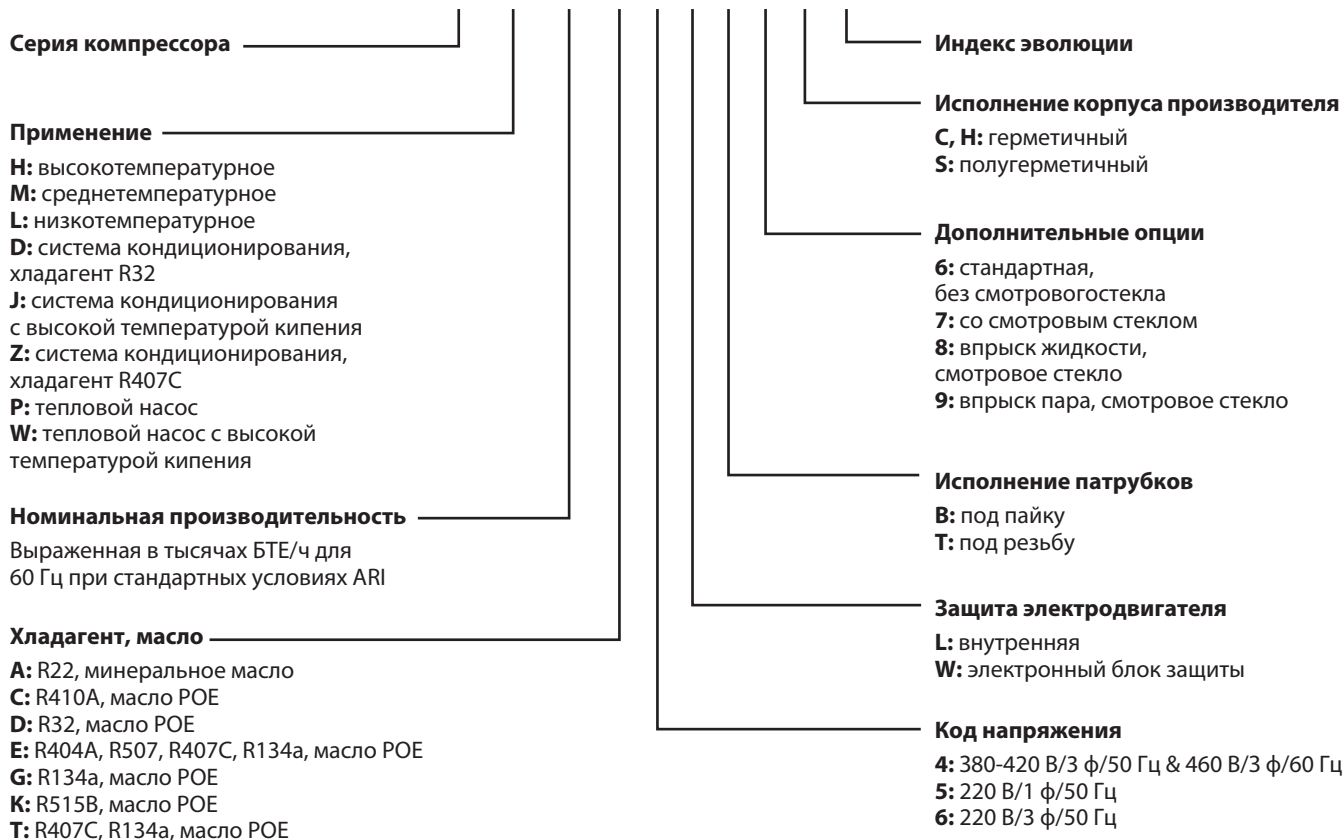 Серия компрессора
Применение
H: высокотемпературное
M: среднетемпературное
L: низкотемпературное
D: система кондиционирования,
хладагент R32
J: система кондиционирования
с высокой температурой кипения
Z: система кондиционирования,
хладагент R407C
P: тепловой насос
W: тепловой насос с высокой
температурой кипения
Номинальная производительность
Выраженная в тысячах БТЕ/ч для
60 Гц при стандартных условиях ARI
Хладагент, масло
A: R22, минеральное масло
C: R410A, масло POE
D: R32, масло POE
E: R404A, R507, R407C, R134a, масло POE
G: R134a, масло POE
K: R515B, масло POE
T: R407C, R134a, масло POE
Индекс эволюции
Исполнение корпуса производителя
C, H: герметичный
S: полугерметичный
Дополнительные опции
6: стандартная,
без смотровогостекла
7: со смотровым стеклом
8: впрыск жидкости,
смотровое стекло
9: впрыск пара, смотровое стекло
Исполнение патрубков
B: под пайку
T: под резьбу
Защита электродвигателя
L: внутренняя
W: электронный блок защиты
Код напряжения
4: 380-420 В/3 ф/50 Гц & 460 В/3 ф/60 Гц
5: 220 В/1 ф/50 Гц
6: 220 В/3 ф/50 Гц